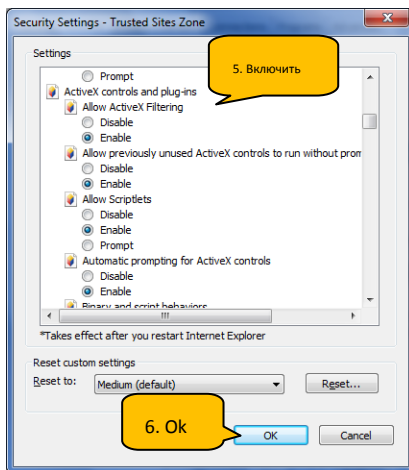 Security Settings - Trusted Sites Zone
Settings
5. Включить
Prompt
ActiveX controls and plug-ins
Allow ActiveX Filtering
Disable
Enable
Allow previously unused ActiveX controls to run without prom
Disable
Enable
Allow Scriptlets
Disable
Enable
Prompt
Automatic prompting for ActiveX controls
Disable
Enable
Binary and script behaviors
*Takes effect after you restart Internet Explorer
Reset custom settings
Reset to:
Medium (default)
Reset...
6. Ok
OK
Cancel